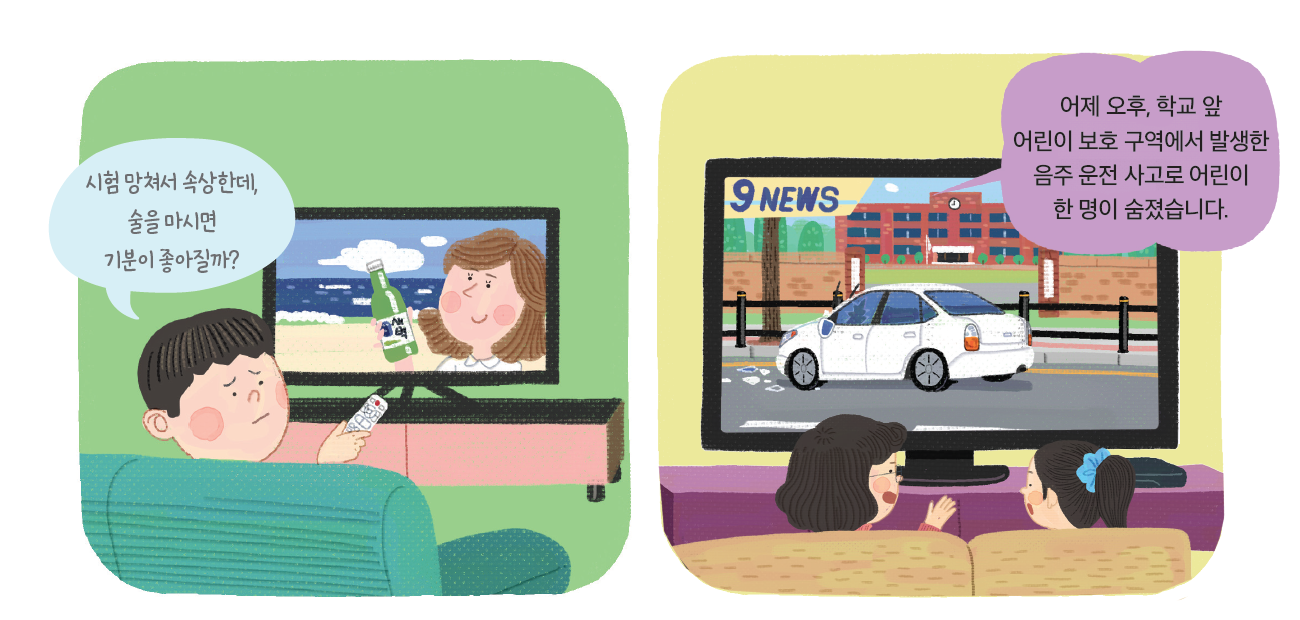 시험 망쳐서 속상한데,
술을 마시면
기분이 좋아질까?
어제 오후, 학교 앞
어린이 보호 구역에서 발생한
음주 운전 사고로 어린이
한 명이 숨졌습니다.
9 NEWS